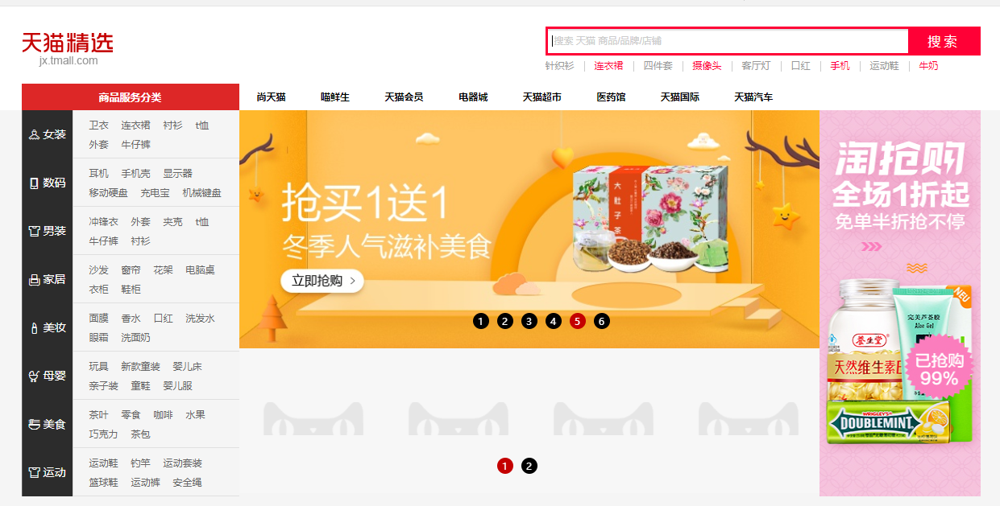 天猫精选
jx.tmall.com
搜索 天猫 商品/品牌/店铺
搜 索
针织衫 连衣裙 四件套 摄像头 客厅灯 口红 手机 运动鞋 牛奶
商品服务分类
尚天猫 喵鲜生 天猫会员 电器城 天猫超市 医药馆 天猫国际 天猫汽车
女装
卫衣 连衣裙 衬衫 t恤
外套 牛仔裤
数码
耳机 手机壳 显示器
移动硬盘 充电宝 机械键盘
男装
冲锋衣 外套 夹克 t恤
牛仔裤 衬衫
家居
沙发 窗帘 花架 电脑桌
衣柜 鞋柜
美妆
面膜 香水 口红 洗发水
眼霜 洗面奶
母婴
玩具 新款童装 婴儿床
亲子装 童鞋 婴儿服
美食
茶叶 零食 咖啡 水果
巧克力 茶包
运动
运动鞋 钓竿 运动套装
篮球鞋 运动裤 安全绳
抢买1送1
冬季人气滋补美食
立即抢购
大肚子茶
1 2 3 4 5 6
1 2
淘抢购
全场1折起
免单半折抢不停
NEU
完美芦荟胶
Aloe Gel
养生堂
天然维生素E
已抢购
99%
WRIGLEY'S
DOUBLEMINT